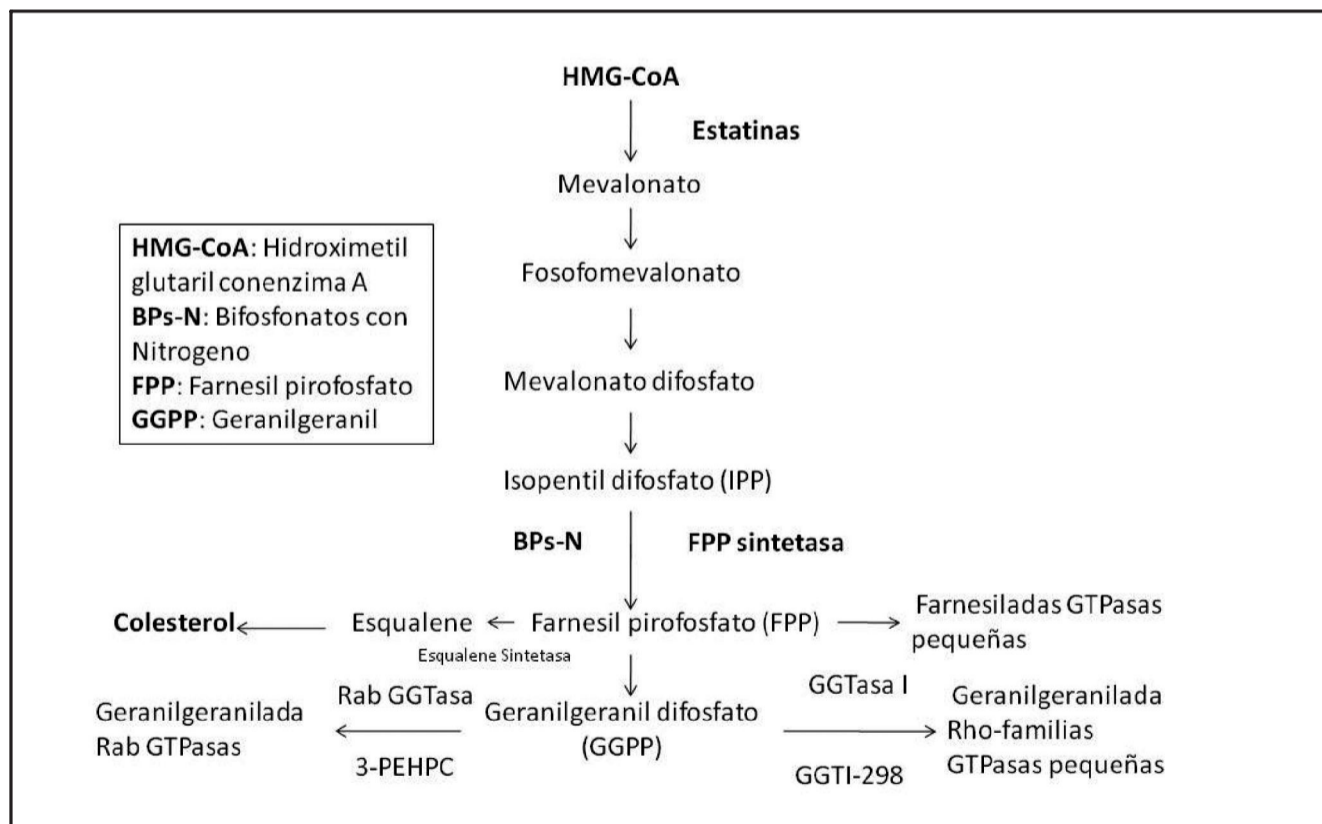 HMG-CoA
Estatinas
Mevalonato
HMG-CoA: Hidroximetil
glutaril conenzima A
BPs-N: Bifosfonatos con
Nitrogeno
FPP: Farnesil pirofosfato
GGPP: Geranilgeranil
Fosofomevalonato
Mevalonato difosfato
Isopentil difosfato (IPP)
BPs-N
FPP sintetasa
Colesterol
Esqualene
Farnesil pirofosfato (FPP)
Farnesiladas GTPasas
pequeñas
Esqualene Sintetasa
Geranilgeranilada
Rab GTPasas
Rab GGTasa
3-PEHPC
Geranilgeranil difosfato
(GGPP)
GGTasa I
GGTI-298
Geranilgeranilada
Rho-familias
GTPasas pequeñas